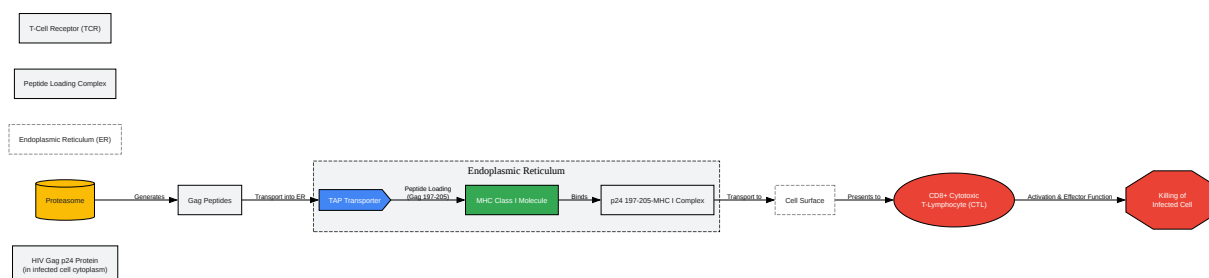 T-Cell Receptor (TCR)
Peptide Loading Complex
Endoplasmic Reticulum (ER)
Endoplasmic Reticulum
Proteasome
Generates
Gag Peptides
Transport into ER
TAP Transporter
Peptide Loading
(Gag 197-205)
MHC Class I Molecule
Binds
p24 197-205-MHC I Complex
Transport to
Cell Surface
Presents to
CD8+ Cytotoxic
T-Lymphocyte (CTL)
Activation & Effector Function
Killing of
Infected Cell
HIV Gag p24 Protein
(in infected cell cytoplasm)